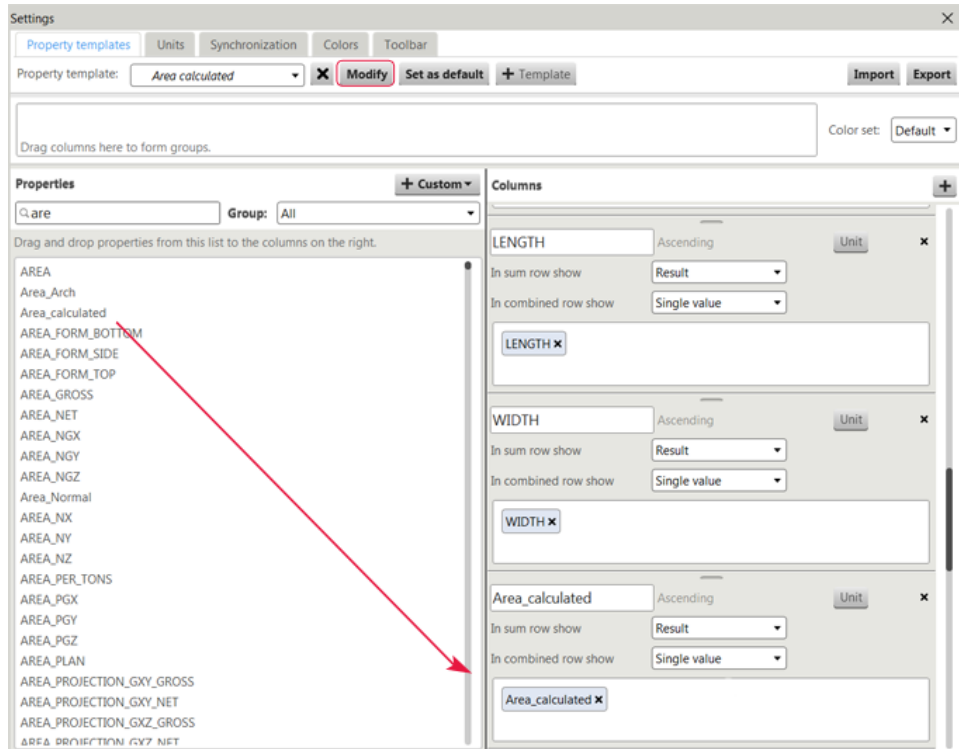 Settings
Property templates Units Synchronization Colors Toolbar
Property template: Area calculated Modify Set as default + Template Import Export
Drag columns here to form groups.
Color set: Default
Properties + Custom
are Group: All
Drag and drop properties from this list to the columns on the right.
AREA
Area_Arch
Area_calculated
AREA_FORM_BOTTOM
AREA_FORM_SIDE
AREA_FORM_TOP
AREA_GROSS
AREA_NET
AREA_NGX
AREA_NGY
AREA_NGZ
Area_Normal
AREA_NX
AREA_NY
AREA_NZ
AREA_PER_TONS
AREA_PGX
AREA_PGY
AREA_PGZ
AREA_PLAN
AREA_PROJECTION_GXY_GROSS
AREA_PROJECTION_GXY_NET
AREA_PROJECTION_GXZ_GROSS
AREA_PROJECTION_GXZ_NET
Columns
LENGTH Ascending Unit
In sum row show Result
In combined row show Single value
LENGTH
WIDTH Ascending Unit
In sum row show Result
In combined row show Single value
WIDTH
Area_calculated Ascending Unit
In sum row show Result
In combined row show Single value
Area_calculated